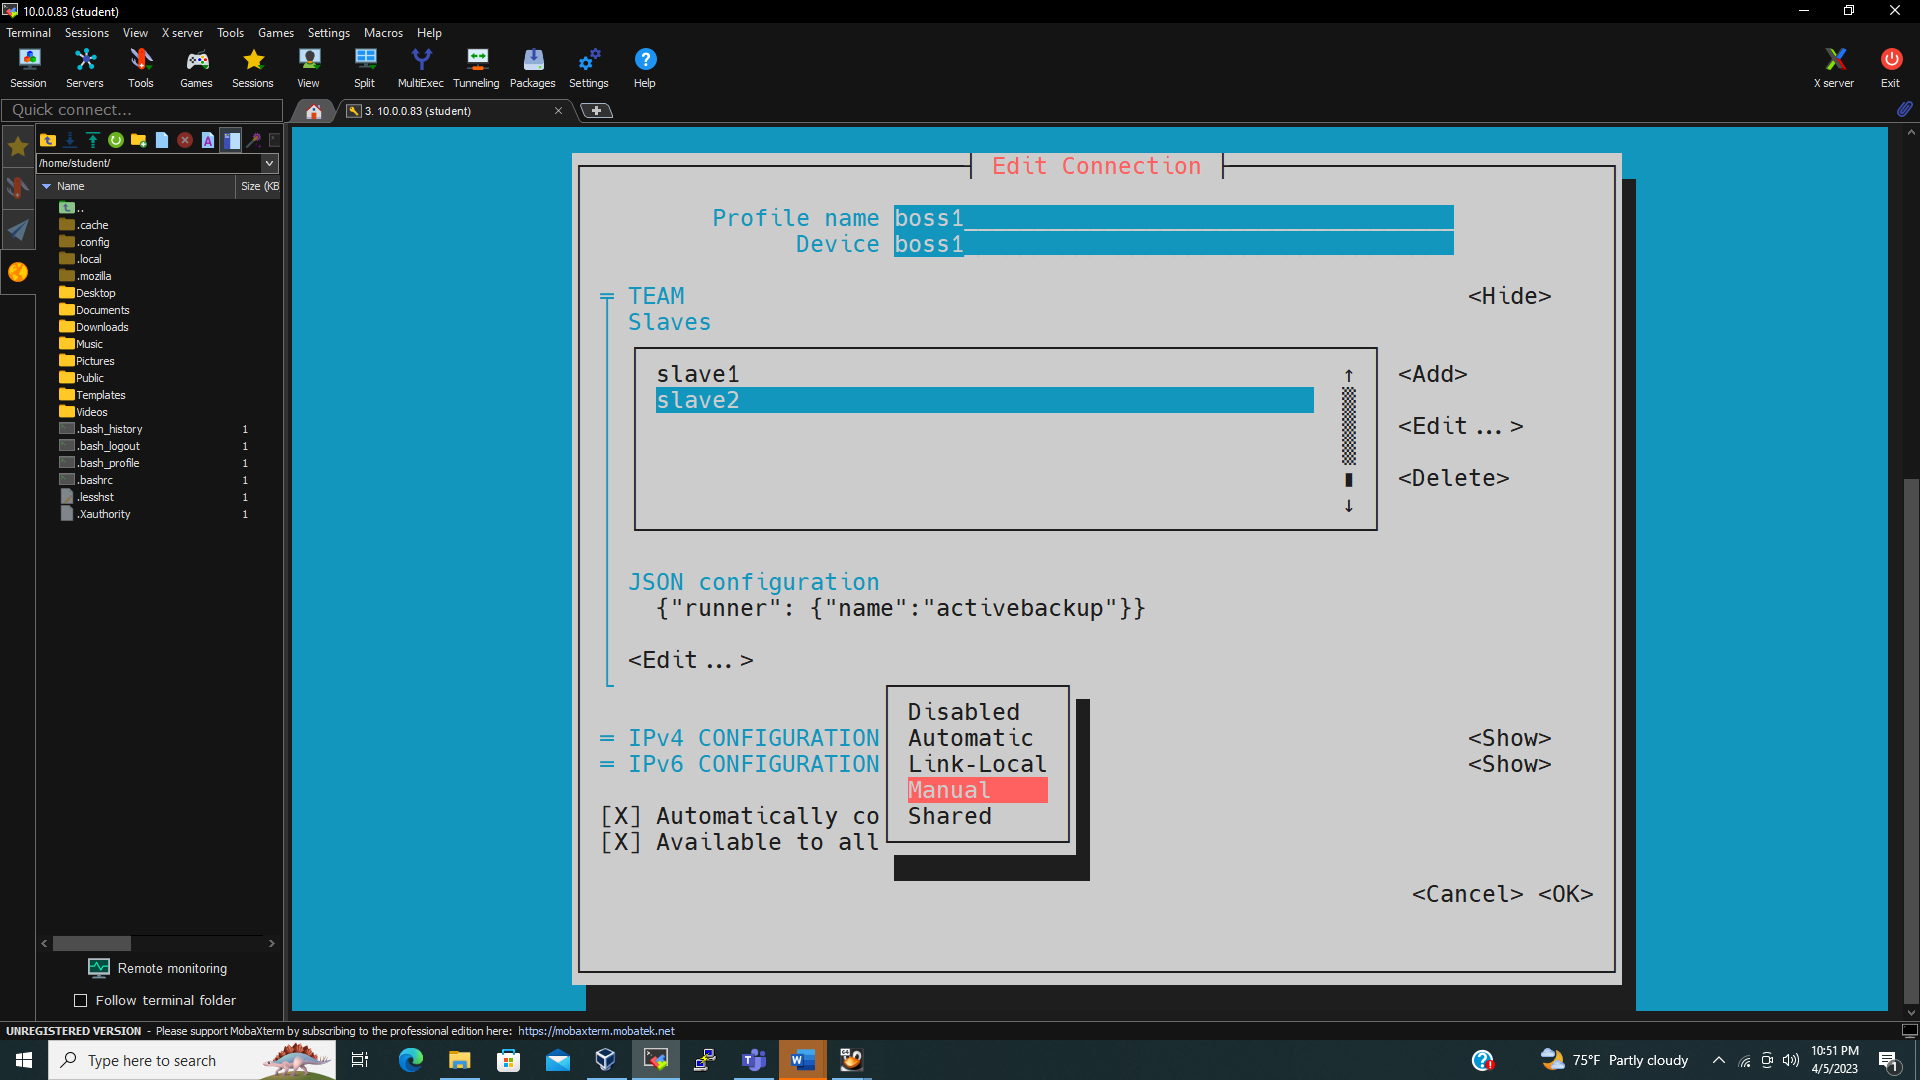 10.0.0.83 (student)
Terminal Sessions View X server Tools Games Settings Macros Help
Session Servers Tools Games Sessions View Split MultiExec Tunneling Packages Settings Help X server Exit
Quick connect...
3. 10.0.0.83 (student)
/home/student/
Name Size (KB
..
.cache
.config
.local
.mozilla
Desktop
Documents
Downloads
Music
Pictures
Public
Templates
Videos
.bash_history 1
.bash_logout 1
.bash_profile 1
.bashrc 1
.lesshst 1
.Xauthority 1
Remote monitoring
Follow terminal folder
Edit Connection
Profile name boss1
Device boss1
TEAM <Hide>
Slaves
slave1 <Add>
slave2
<Edit...>
<Delete>
JSON configuration
{"runner": {"name":"activebackup"}}
<Edit...>
Disabled
= IPv4 CONFIGURATION Automatic <Show>
= IPv6 CONFIGURATION Link-Local <Show>
Manual
[X] Automatically co Shared
[X] Available to all
<Cancel> <OK>
UNREGISTERED VERSION - Please support MobaXterm by subscribing to the professional edition here: https://mobaxterm.mobatek.net
Type here to search
75°F Partly cloudy
10:51 PM
4/5/2023
1